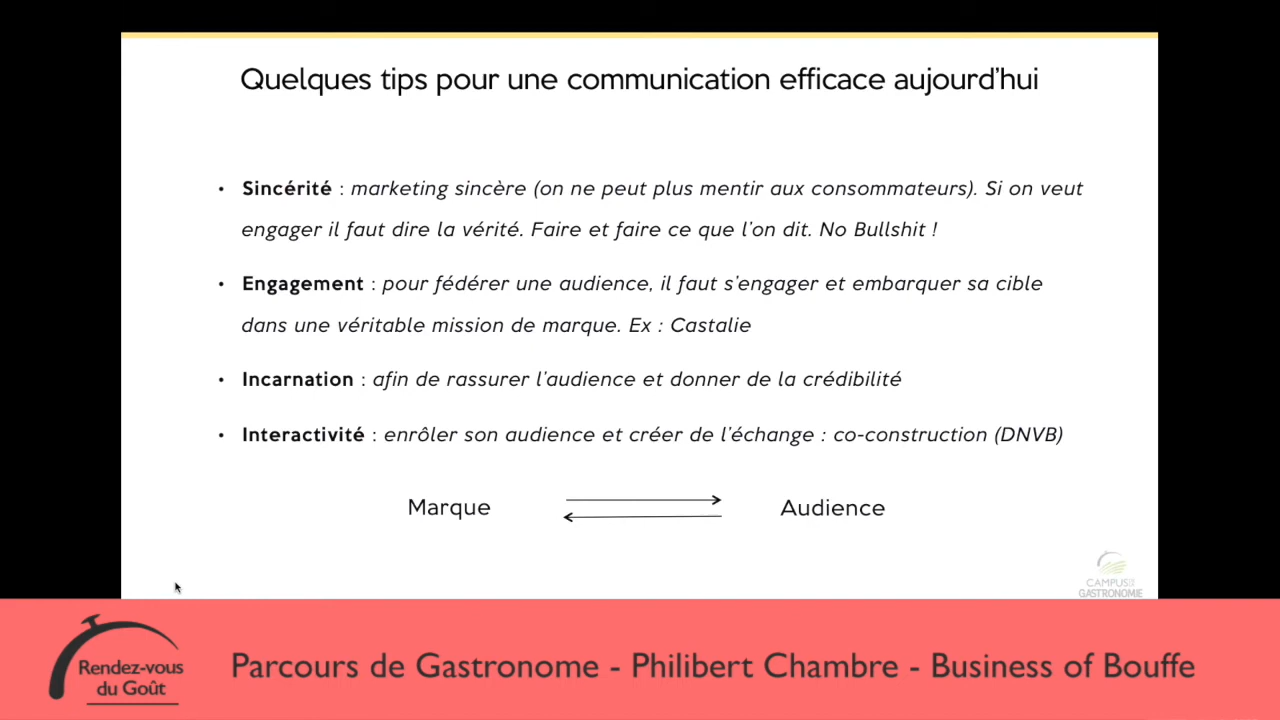 Quelques tips pour une communication efficace aujourd'hui
• Sincérité : marketing sincère (on ne peut plus mentir aux consommateurs). Si on veut
engager il faut dire la vérité. Faire et faire ce que l'on dit. No Bullshit !
• Engagement : pour fédérer une audience, il faut s'engager et embarquer sa cible
dans une véritable mission de marque. Ex : Castalie
• Incarnation : afin de rassurer l'audience et donner de la crédibilité
• Interactivité : enrôler son audience et créer de l'échange : co-construction (DNVB)
Marque Audience
CAMPUS
GASTRONOMIE
Rendez-vous
du Goût
Parcours de Gastronome - Philibert Chambre - Business of Bouffe